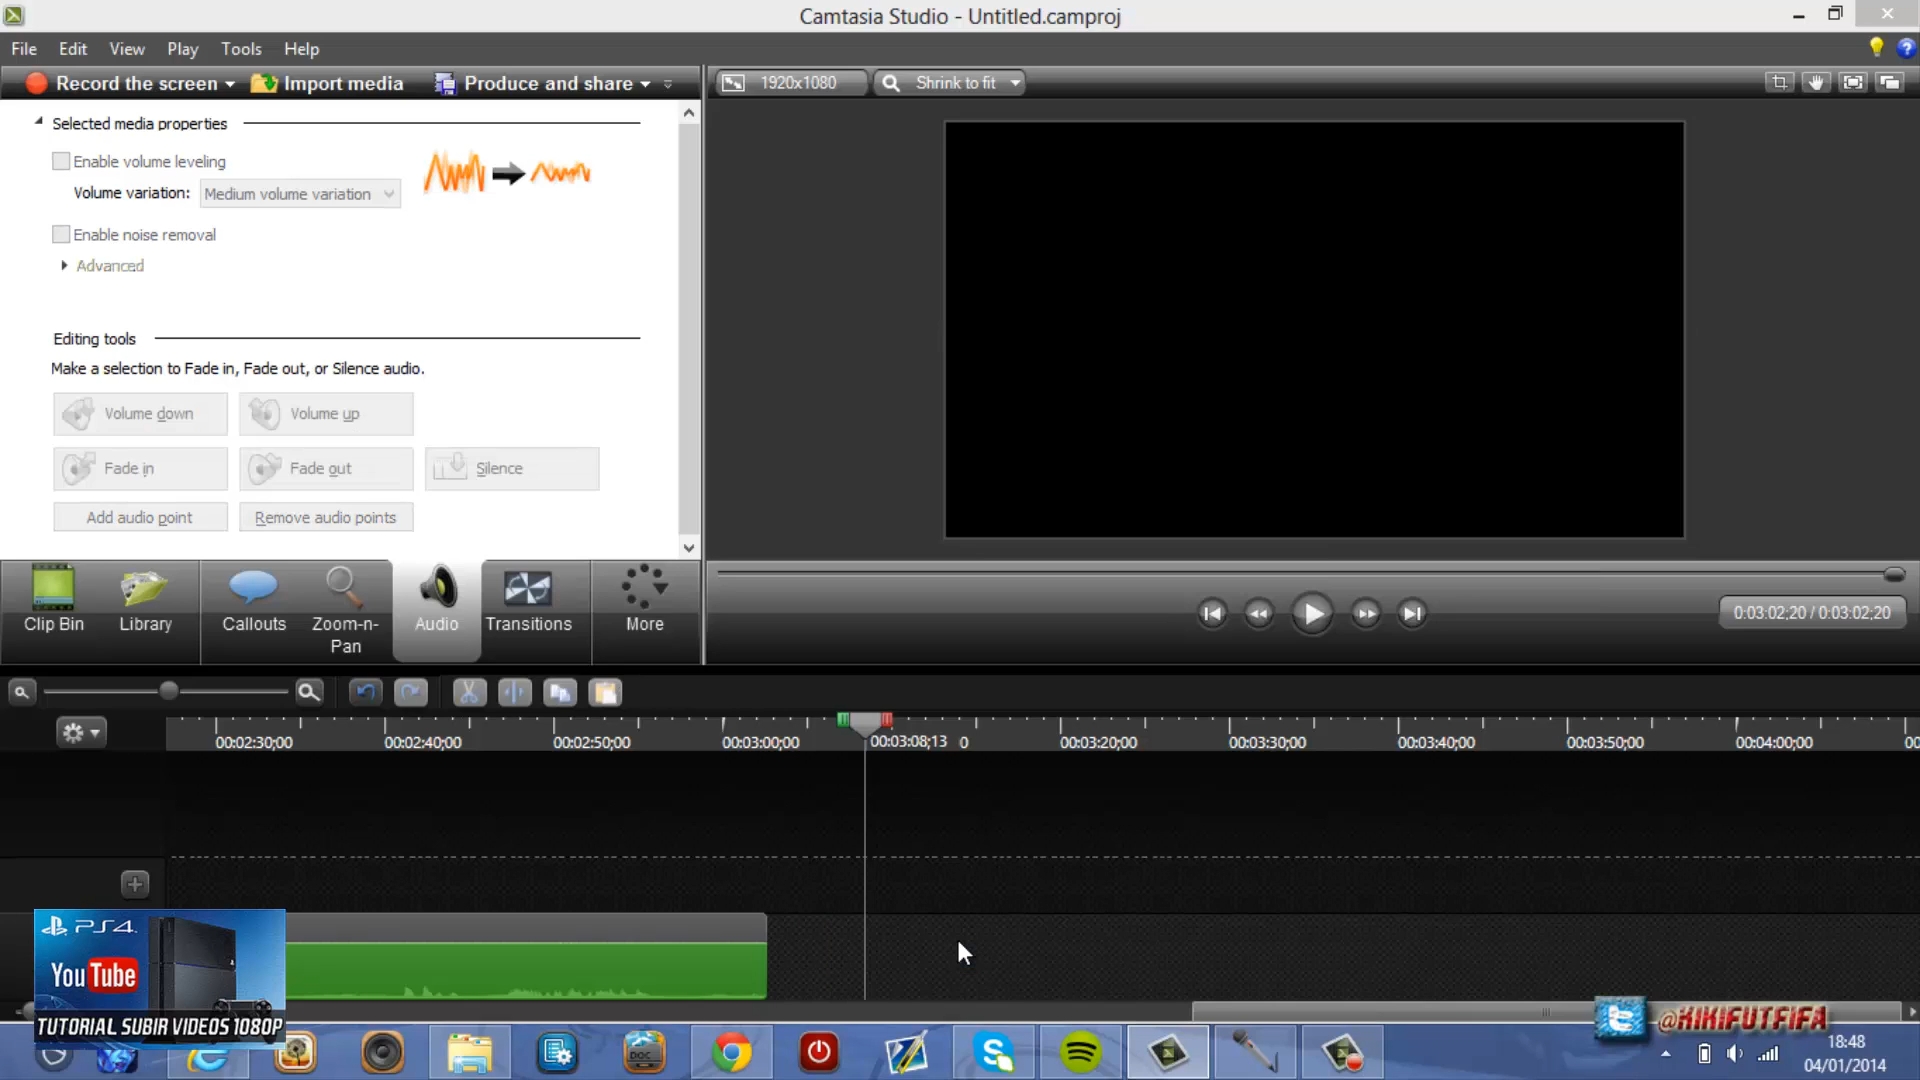 Camtasia Studio - Untitled.camproj
File Edit View Play Tools Help
Record the screen Import media Produce and share
1920x1080 Shrink to fit
Selected media properties
Enable volume leveling
Volume variation: Medium volume variation
Enable noise removal
Advanced
Editing tools
Make a selection to Fade in, Fade out, or Silence audio.
Volume down Volume up
Fade in Fade out Silence
Add audio point Remove audio points
Clip Bin Library Callouts Zoom-n-Pan Audio Transitions More
0:03:02;20 / 0:03:02;20
00:02:30;00 00:02:40;00 00:02:50;00 00:03:00;00 00:03:08;13 0 00:03:20;00 00:03:30;00 00:03:40;00 00:03:50;00 00:04:00;00 00
PS4
YouTube
TUTORIAL SUBIR VIDEOS 1080P
DOC
@KIKIFUTFIFA
18:48
04/01/2014